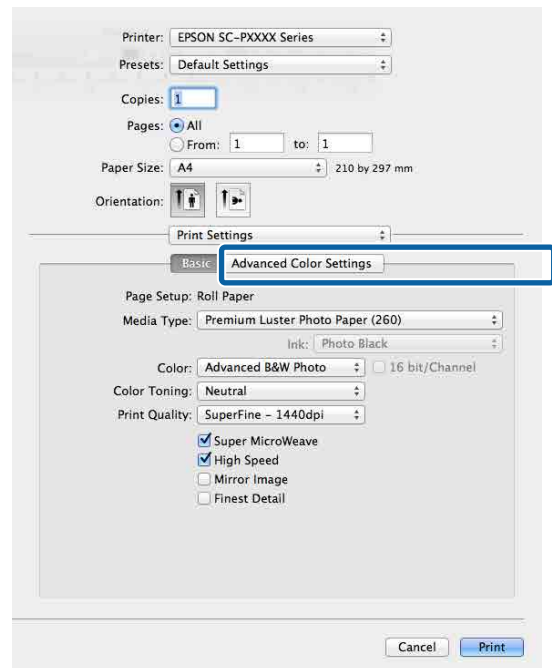 Printer: EPSON SC-PXXXX Series
Presets: Default Settings
Copies: 1
Pages: All
From: 1 to: 1
Paper Size: A4 210 by 297 mm
Orientation:
Print Settings
Basic Advanced Color Settings
Page Setup: Roll Paper
Media Type: Premium Luster Photo Paper (260)
Ink: Photo Black
Color: Advanced B&W Photo 16 bit/Channel
Color Toning: Neutral
Print Quality: SuperFine - 1440dpi
Super MicroWeave
High Speed
Mirror Image
Finest Detail
Cancel Print